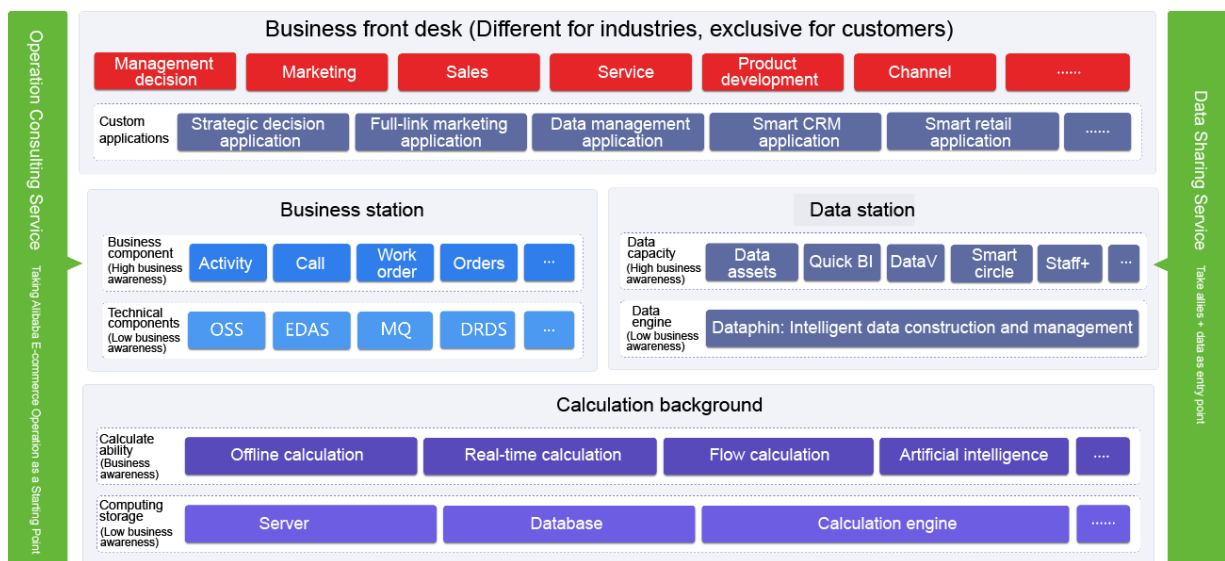 Operation Consulting Service
Taking Alibaba E-commerce Operation as a Starting Point
Business front desk (Different for industries, exclusive for customers)
Management
decision
Marketing
Sales
Service
Product
development
Channel
......
Custom
applications
Strategic decision
application
Full-link marketing
application
Data management
application
Smart CRM
application
Smart retail
application
......
Business station
Business
component
(High business
awareness)
Activity
Call
Work
order
Orders
...
Technical
components
(Low business
awareness)
OSS
EDAS
MQ
DRDS
...
Data station
Data
capacity
(High business
awareness)
Data
assets
Quick BI
DataV
Smart
circle
Staff+
...
Data
engine
(Low business
awareness)
Dataphin: Intelligent data construction and management
Calculation background
Calculate
ability
(Business
awareness)
Offline calculation
Real-time calculation
Flow calculation
Artificial intelligence
....
Computing
storage
(Low business
awareness)
Server
Database
Calculation engine
......
Data Sharing Service
Take allies + data as entry point